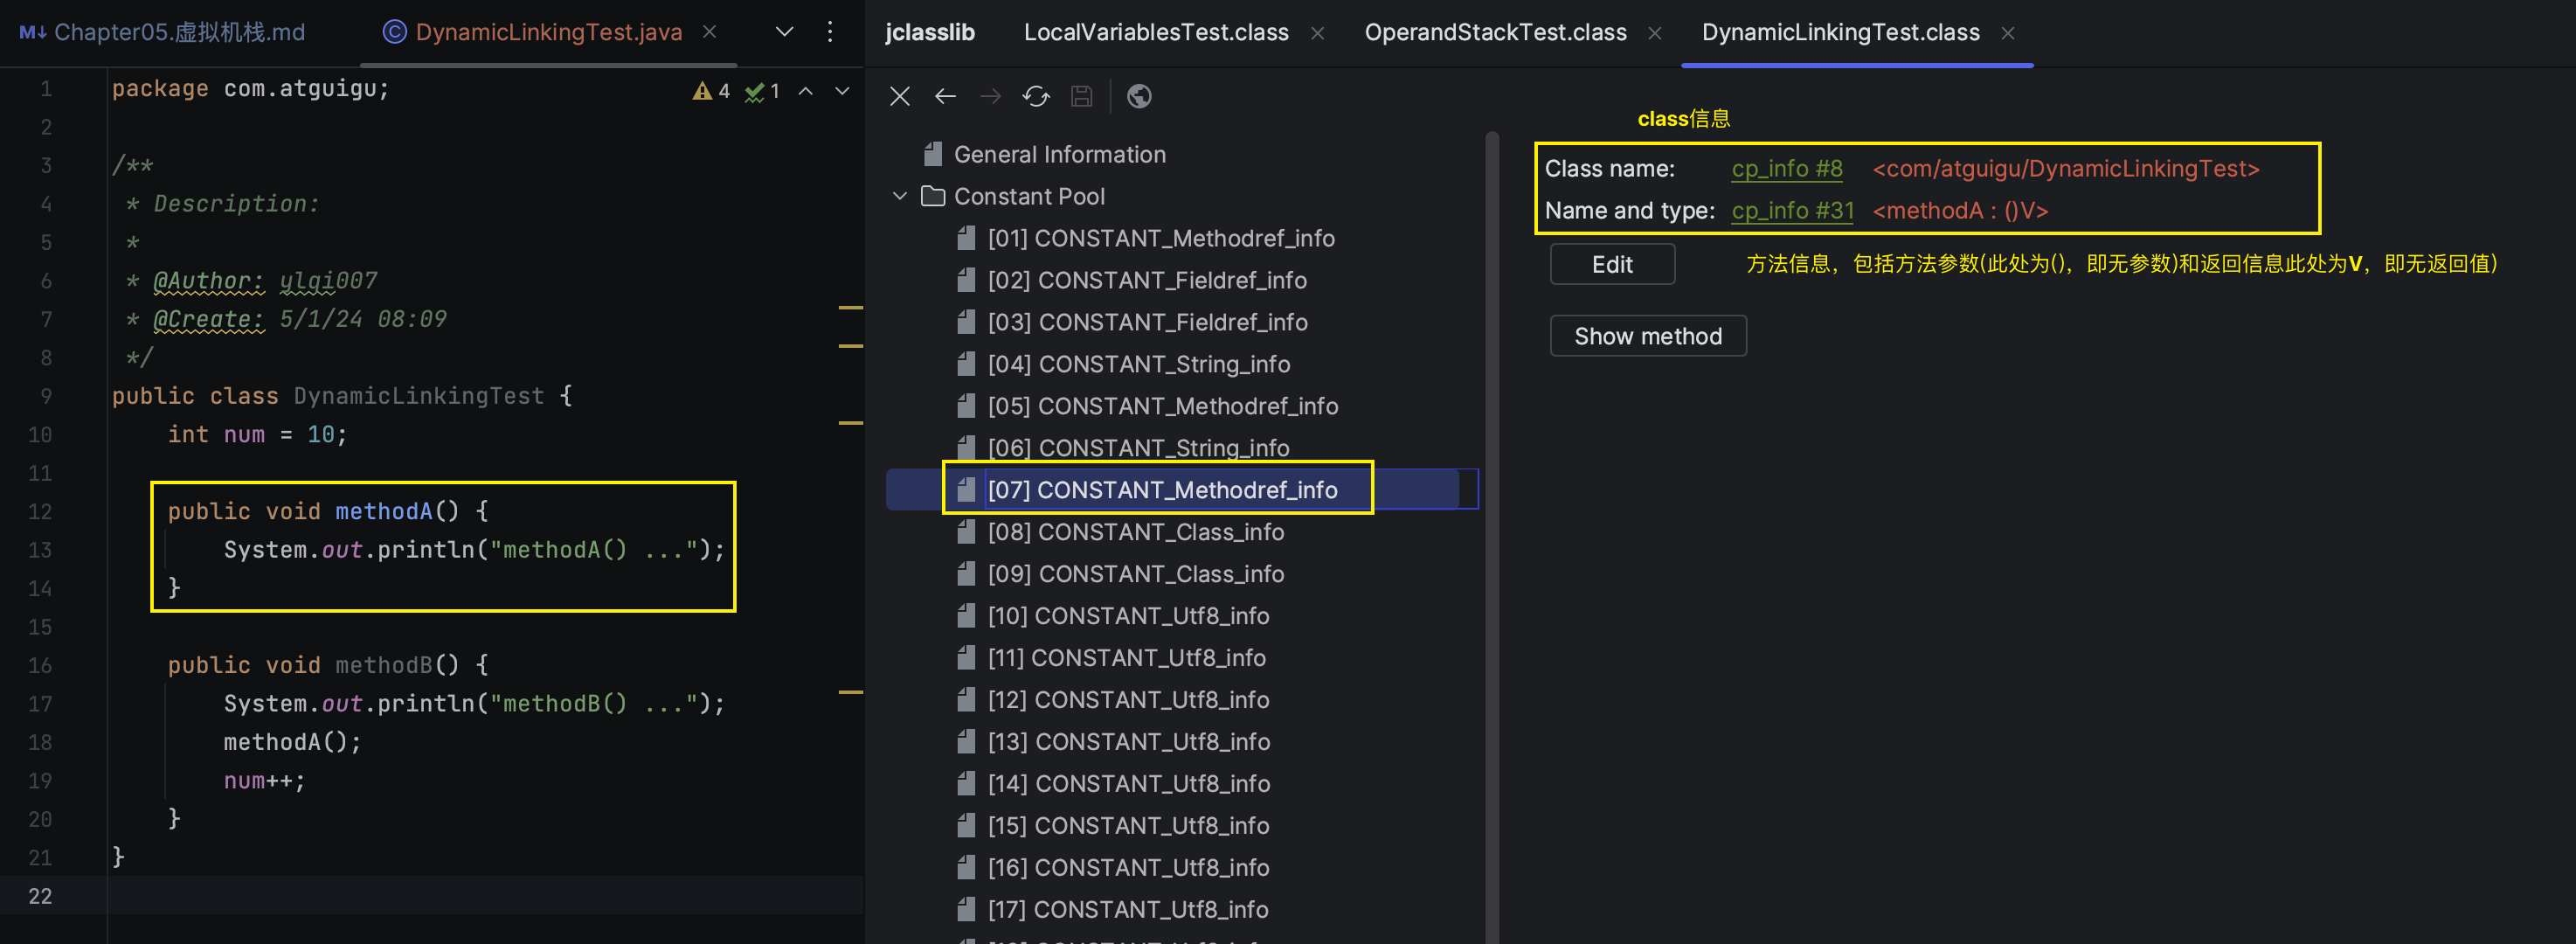 Chapter05.虚拟机栈.md
DynamicLinkingTest.java
1 package com.atguigu;
4 1
2
3 /**
4 * Description:
5 *
6 * @Author: ylqi007
7 * @Create: 5/1/24 08:09
8 */
9 public class DynamicLinkingTest {
10 int num = 10;
11
12 public void methodA() {
13 System.out.println("methodA() ...");
14 }
15
16 public void methodB() {
17 System.out.println("methodB() ...");
18 methodA();
19 num++;
20 }
21 }
22
jclasslib LocalVariablesTest.class OperandStackTest.class DynamicLinkingTest.class
General Information
Constant Pool
[01] CONSTANT_Methodref_info
[02] CONSTANT_Fieldref_info
[03] CONSTANT_Fieldref_info
[04] CONSTANT_String_info
[05] CONSTANT_Methodref_info
[06] CONSTANT_String_info
[07] CONSTANT_Methodref_info
[08] CONSTANT_Class_info
[09] CONSTANT_Class_info
[10] CONSTANT_Utf8_info
[11] CONSTANT_Utf8_info
[12] CONSTANT_Utf8_info
[13] CONSTANT_Utf8_info
[14] CONSTANT_Utf8_info
[15] CONSTANT_Utf8_info
[16] CONSTANT_Utf8_info
[17] CONSTANT_Utf8_info
class信息
Class name: cp_info #8 <com/atguigu/DynamicLinkingTest>
Name and type: cp_info #31 <methodA : ()V>
Edit
方法信息，包括方法参数(此处为()，即无参数)和返回信息此处为V，即无返回值)
Show method